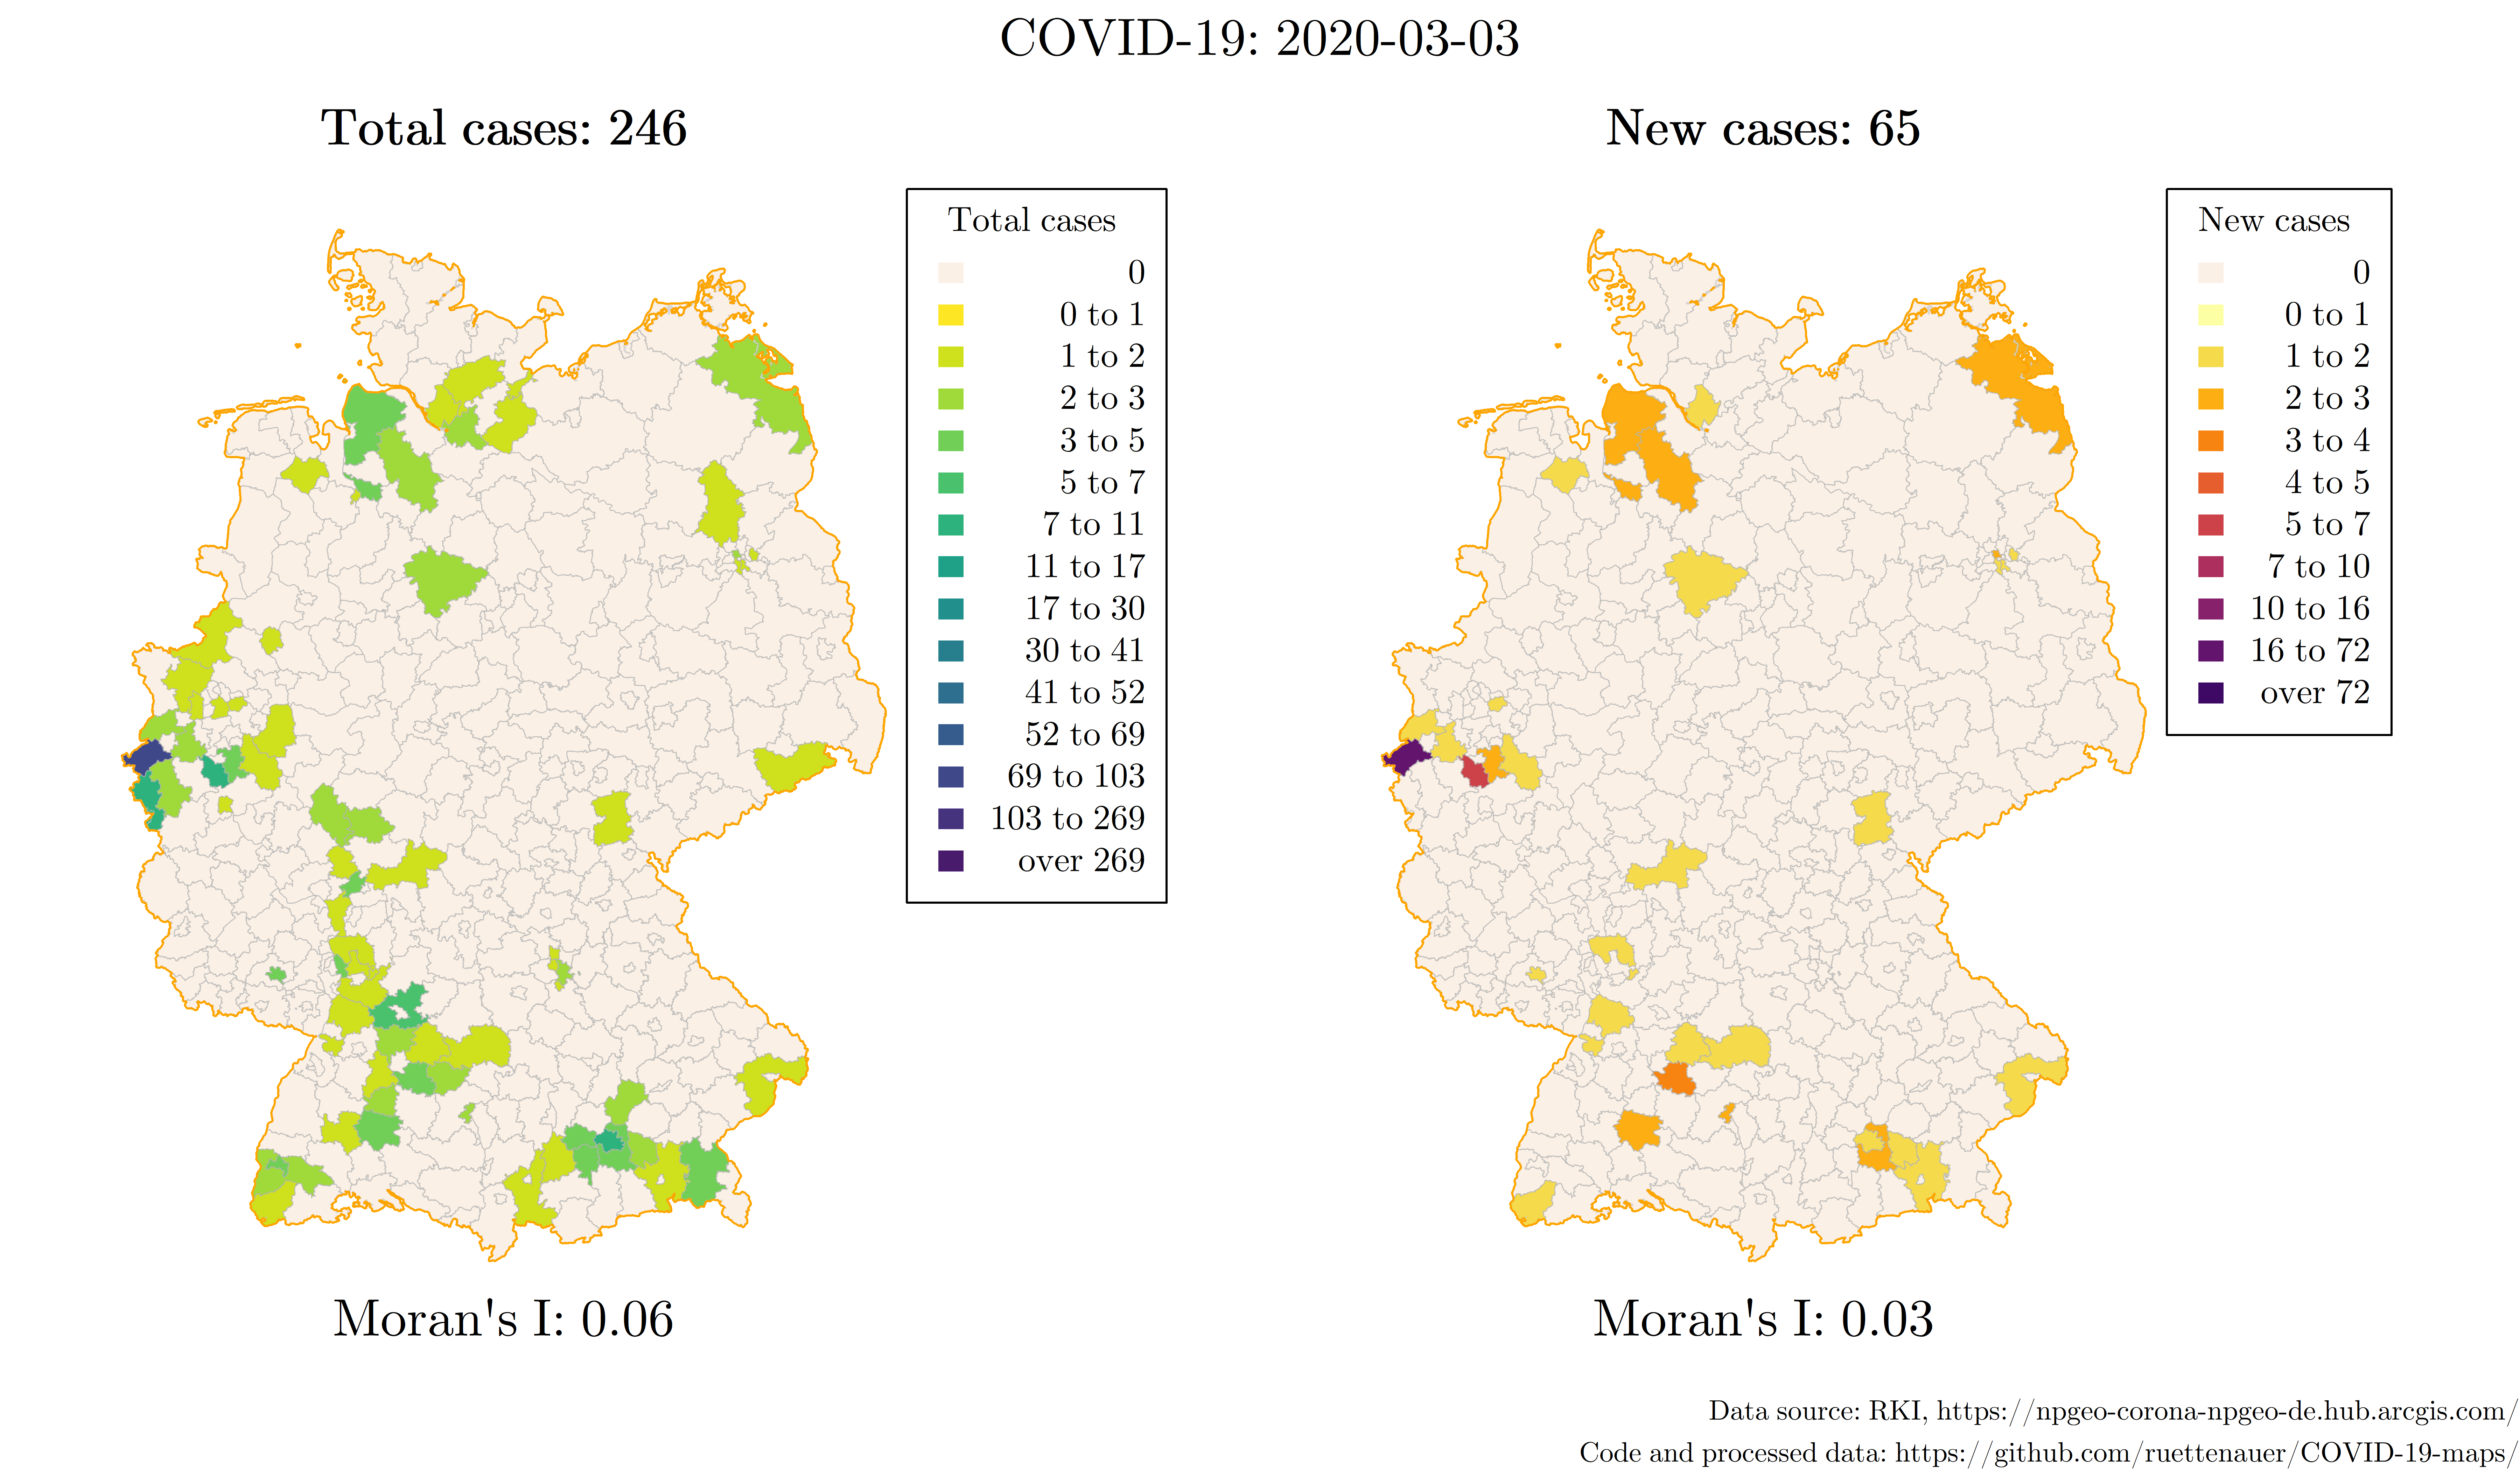 COVID-19: 2020-03-03
Total cases: 246
Total cases
0
0 to 1
1 to 2
2 to 3
3 to 5
5 to 7
7 to 11
11 to 17
17 to 30
30 to 41
41 to 52
52 to 69
69 to 103
103 to 269
over 269
Moran's I: 0.06
New cases: 65
New cases
0
0 to 1
1 to 2
2 to 3
3 to 4
4 to 5
5 to 7
7 to 10
10 to 16
16 to 72
over 72
Moran's I: 0.03
Data source: RKI, https://npgeo-corona-npgeo-de.hub.arcgis.com/
Code and processed data: https://github.com/ruettenauer/COVID-19-maps/